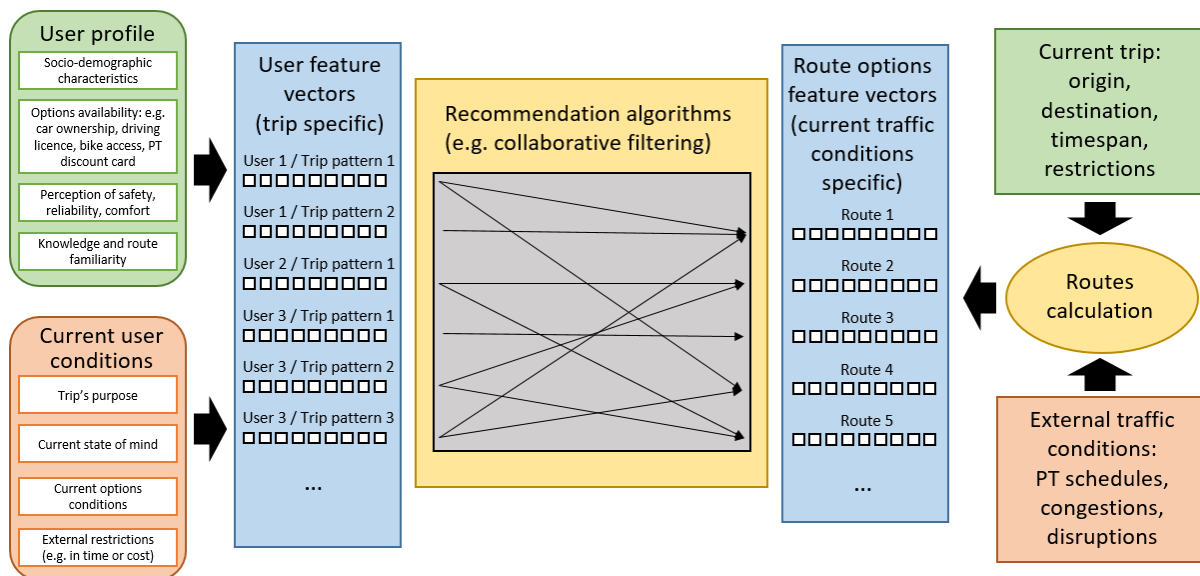 User profile
Socio-demographic
characteristics
Options availability: e.g.
car ownership, driving
licence, bike access, PT
discount card
Perception of safety,
reliability, comfort
Knowledge and route
familiarity
Current user
conditions
Trip's purpose
Current state of mind
Current options
conditions
External restrictions
(e.g. in time or cost)
User feature
vectors
(trip specific)
User 1 / Trip pattern 1
User 1 / Trip pattern 2
User 2 / Trip pattern 1
User 3 / Trip pattern 1
User 3 / Trip pattern 2
User 3 / Trip pattern 3
...
Recommendation algorithms
(e.g. collaborative filtering)
Route options
feature vectors
(current traffic
conditions
specific)
Route 1
Route 2
Route 3
Route 4
Route 5
...
Current trip:
origin,
destination,
timespan,
restrictions
Routes
calculation
External traffic
conditions:
PT schedules,
congestions,
disruptions